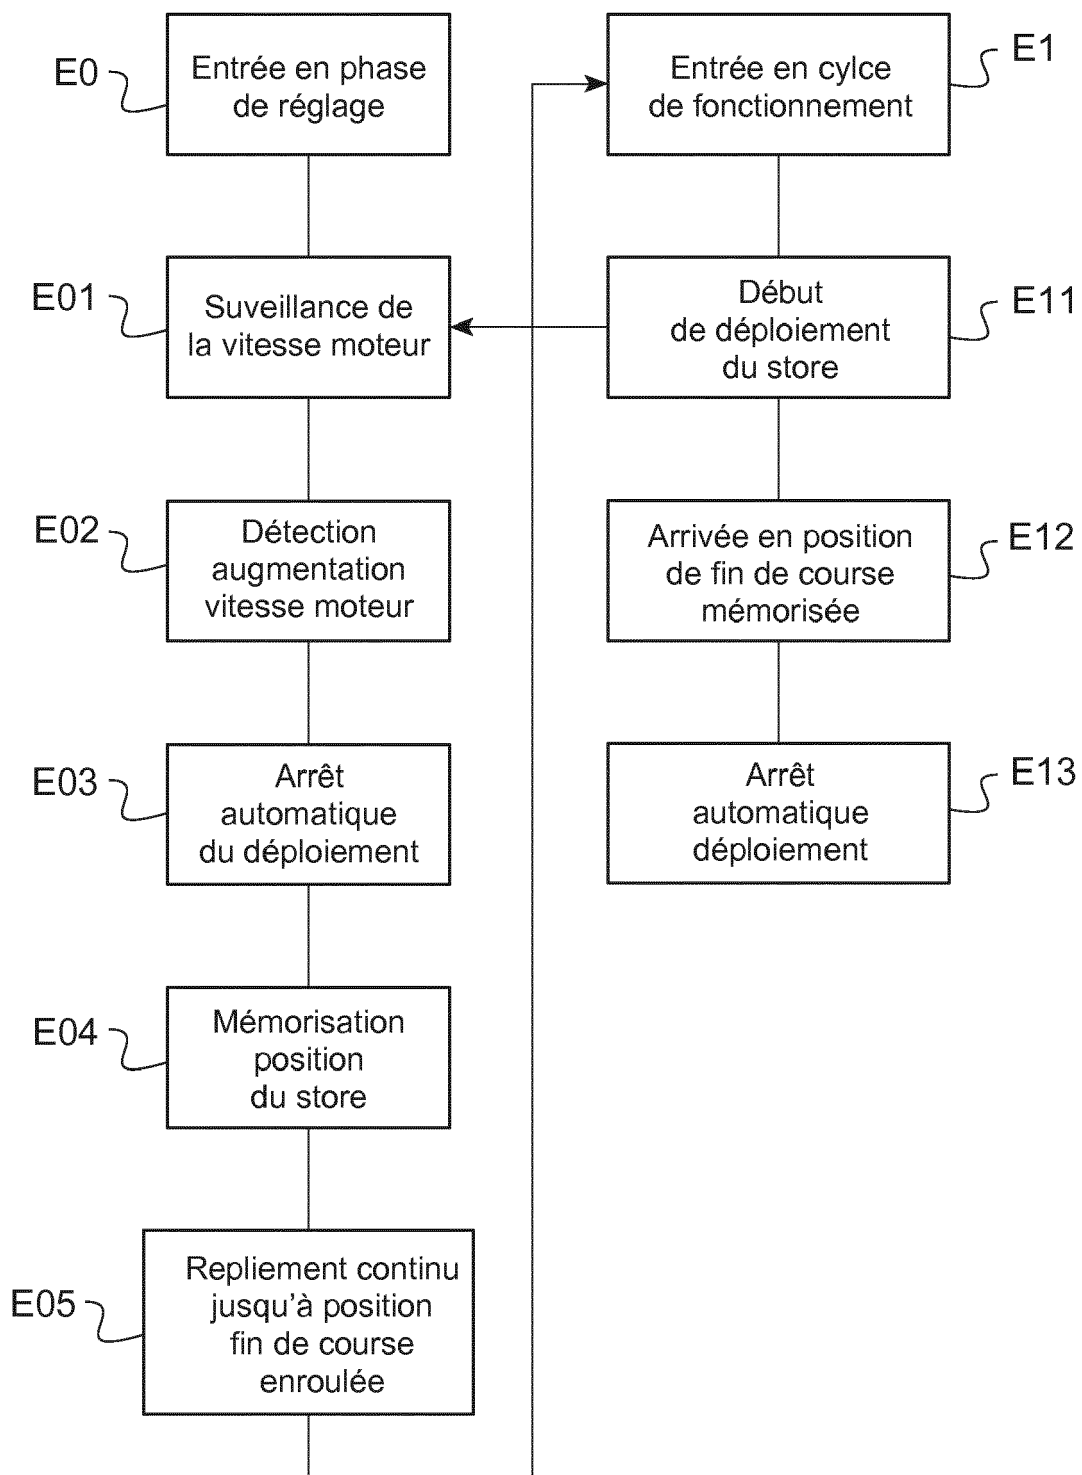 E0
Entrée en phase
de réglage
E01
Suveillance de
la vitesse moteur
E02
Détection
augmentation
vitesse moteur
E03
Arrêt
automatique
du déploiement
E04
Mémorisation
position
du store
E05
Repliement continu
jusqu'à position
fin de course
enroulée
Entrée en cylce
de fonctionnement
E1
Début
de déploiement
du store
E11
Arrivée en position
de fin de course
mémorisée
E12
Arrêt
automatique
déploiement
E13